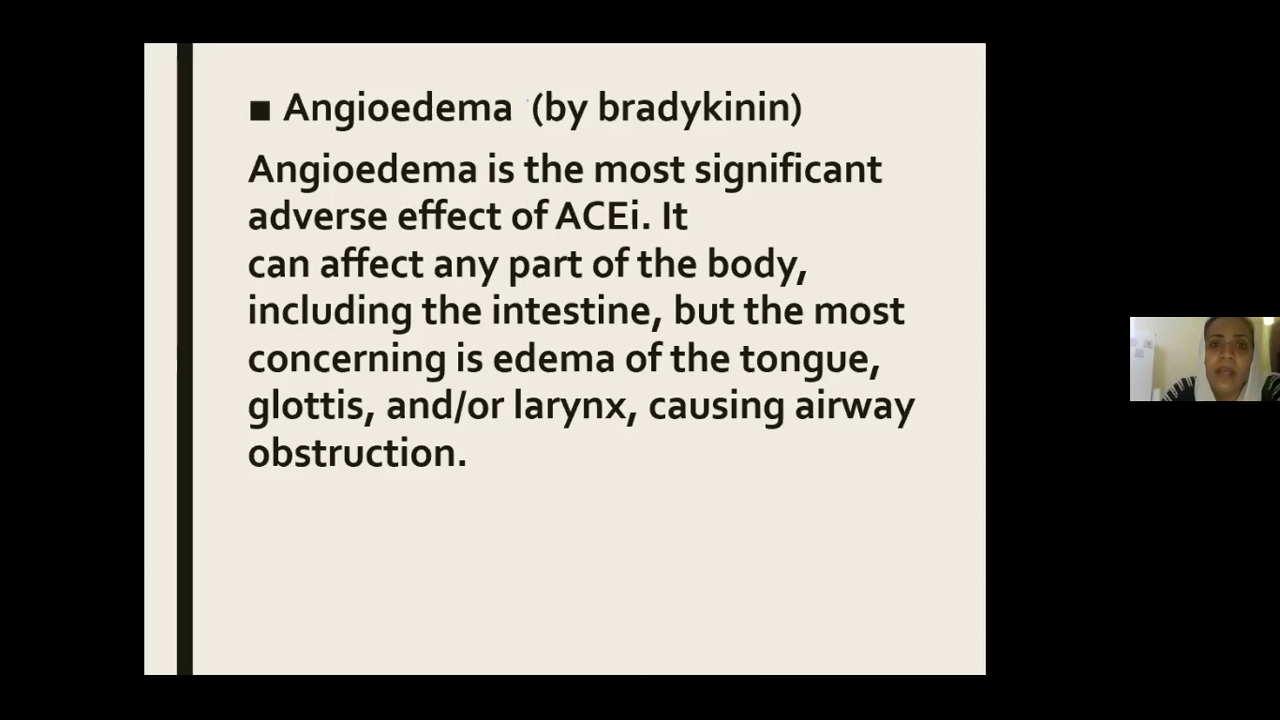 ■ Angioedema (by bradykinin)
Angioedema is the most significant
adverse effect of ACEi. It
can affect any part of the body,
including the intestine, but the most
concerning is edema of the tongue,
glottis, and/or larynx, causing airway
obstruction.